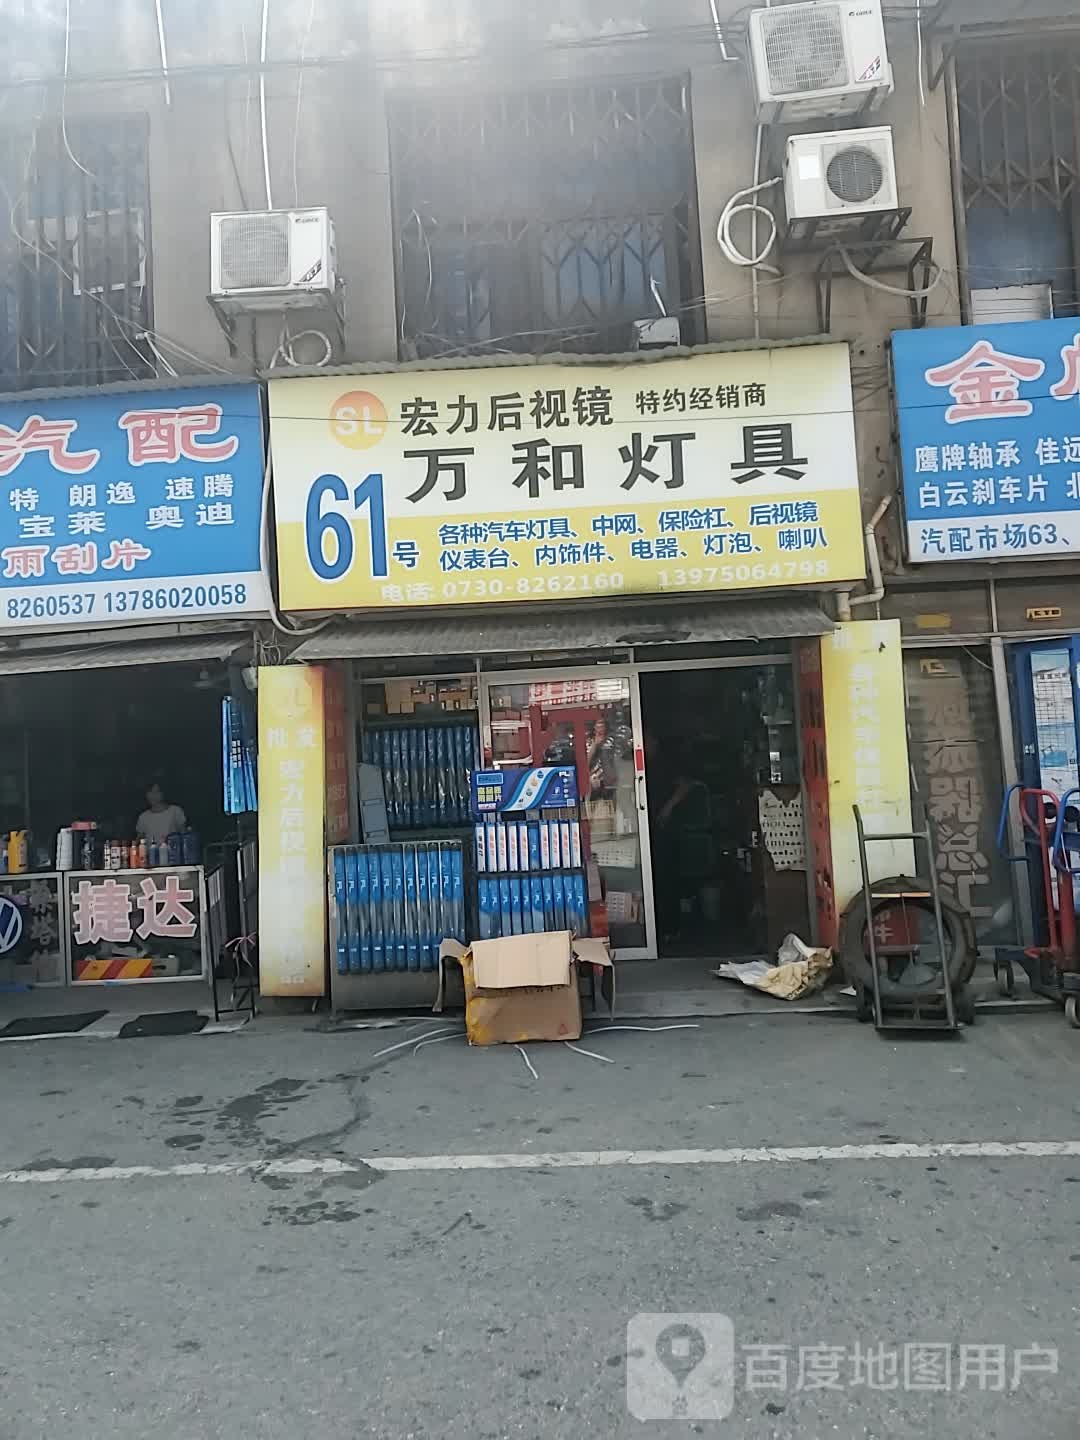 汽配
特 朗逸 速腾
宝莱 奥迪
雨刮片
8260537 13786020058
SL 宏力后视镜 特约经销商
万和灯具
61号
各种汽车灯具、中网、保险杠、后视镜
仪表台、内饰件、电器、灯泡、喇叭
电话: 0730-8262160 13975064798
金
鹰牌轴承 佳远
白云刹车片 北
汽配市场63、
GREE
批发
宏力后视
捷达
百度地图用户